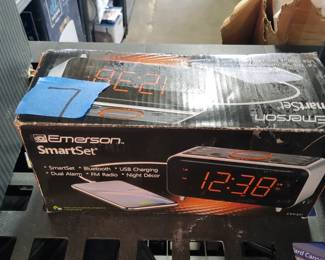 12:38
SmartSet
7
Emerson
Emerson
SmartSet
• SmartSet • Bluetooth • USB Charging
• Dual Alarm • FM Radio • Night Décor
12:38